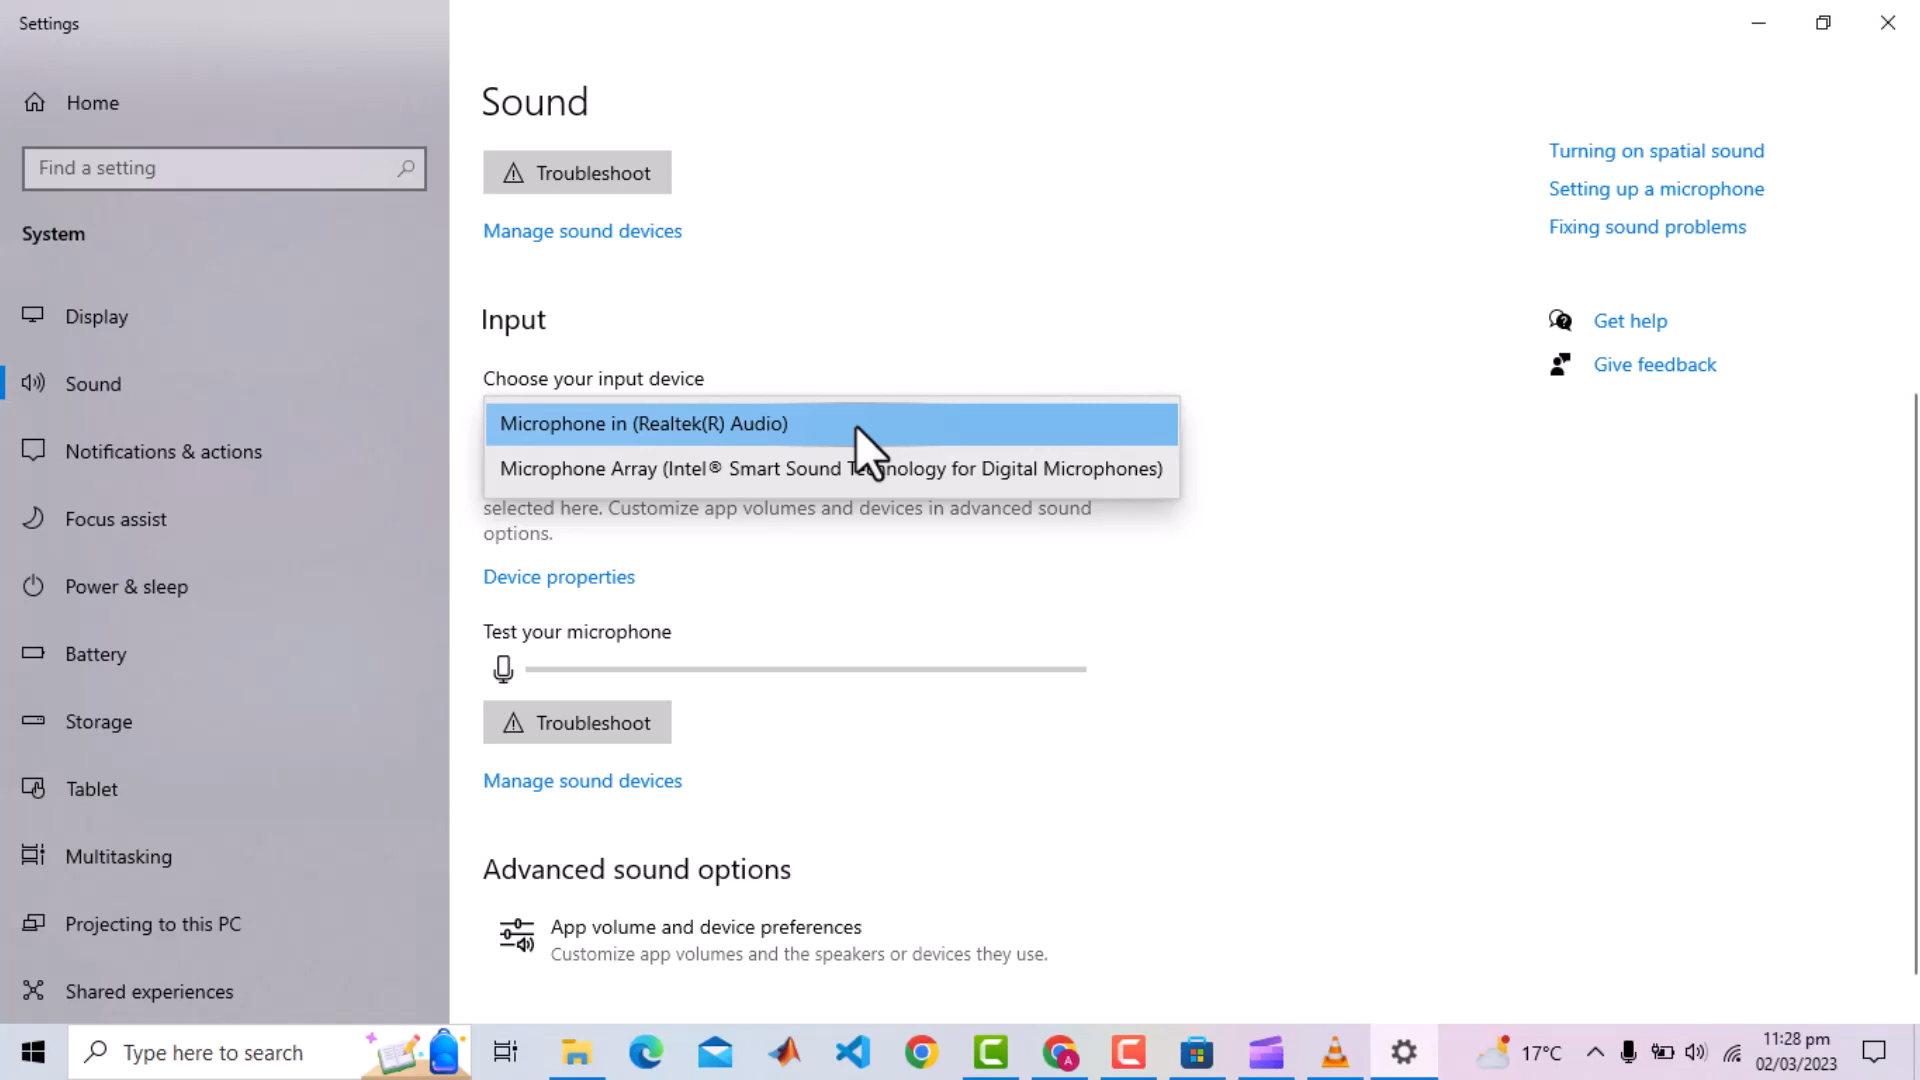 Settings
Home
Find a setting
System
Display
Sound
Notifications & actions
Focus assist
Power & sleep
Battery
Storage
Tablet
Multitasking
Projecting to this PC
Shared experiences
Sound
Troubleshoot
Manage sound devices
Input
Choose your input device
Microphone in (Realtek(R) Audio)
Microphone Array (Intel® Smart Sound Technology for Digital Microphones)
selected here. Customize app volumes and devices in advanced sound
options.
Device properties
Test your microphone
Troubleshoot
Manage sound devices
Advanced sound options
App volume and device preferences
Customize app volumes and the speakers or devices they use.
Turning on spatial sound
Setting up a microphone
Fixing sound problems
Get help
Give feedback
Type here to search
A
17°C
11:28 pm
02/03/2023